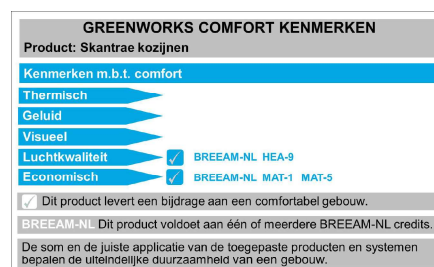 GREENWORKS COMFORT KENMERKEN
Product: Skantrae kozijnen
Kenmerken m.b.t. comfort
Thermisch
Geluid
Visueel
Luchtkwaliteit BREEAM-NL HEA-9
Economisch BREEAM-NL MAT-1 MAT-5
Dit product levert een bijdrage aan een comfortabel gebouw.
BREEAM-NL Dit product voldoet aan één of meerdere BREEAM-NL credits.
De som en de juiste applicatie van de toegepaste producten en systemen
bepalen de uiteindelijke duurzaamheid van een gebouw.